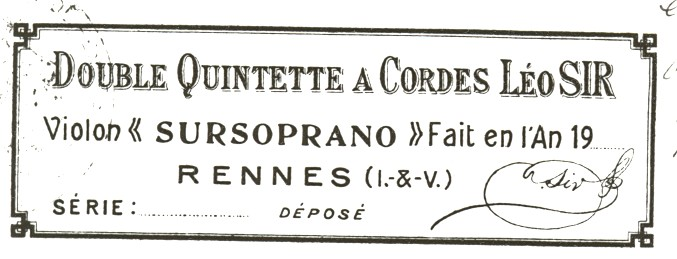 DOUBLE QUINTETTE A CORDES LÉO SIR
Violon « SURSOPRANO » Fait en l'An 19......
RENNES (I.-&-V.)
SÉRIE: .................... DÉPOSÉ
Sir